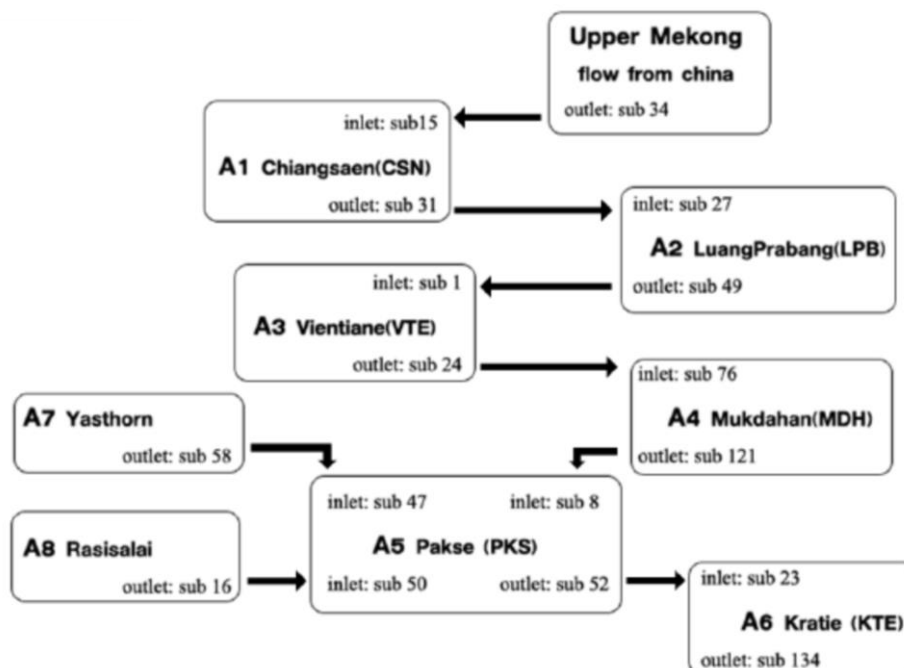 Upper Mekong
flow from china
outlet: sub 34
inlet: sub15
A1 Chiangsaen(CSN)
outlet: sub 31
inlet: sub 27
A2 LuangPrabang(LPB)
outlet: sub 49
inlet: sub 1
A3 Vientiane(VTE)
outlet: sub 24
inlet: sub 76
A4 Mukdahan(MDH)
outlet: sub 121
A7 Yasthorn
outlet: sub 58
inlet: sub 47
inlet: sub 8
A5 Pakse (PKS)
inlet: sub 50
outlet: sub 52
A8 Rasisalai
outlet: sub 16
inlet: sub 23
A6 Kratie (KTE)
outlet: sub 134